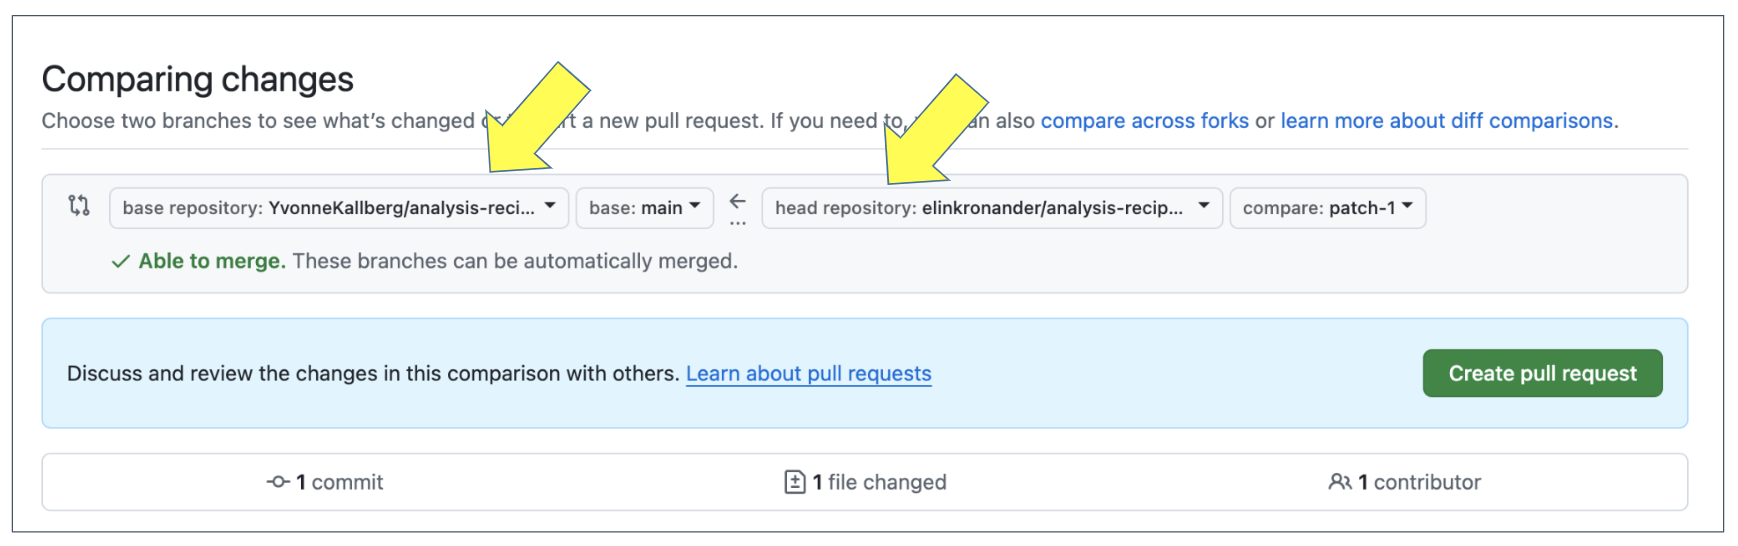 Comparing changes
Choose two branches to see what's changed a new pull request. If you need to, also compare across forks or learn more about diff comparisons.
base repository: YvonneKallberg/analysis-reci... base: main ← ... head repository: elinkronander/analysis-recip... compare: patch-1
✓ Able to merge. These branches can be automatically merged.
Discuss and review the changes in this comparison with others. Learn about pull requests
Create pull request
1 commit 1 file changed 1 contributor